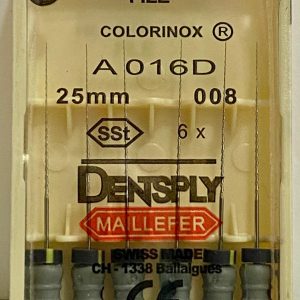 FILE
COLORINOX ®
A 016D
25mm 008
SSt 6 x
DENTSPLY
MAILLEFER
SWISS MADE
CH - 1338 Ballaigues
CE